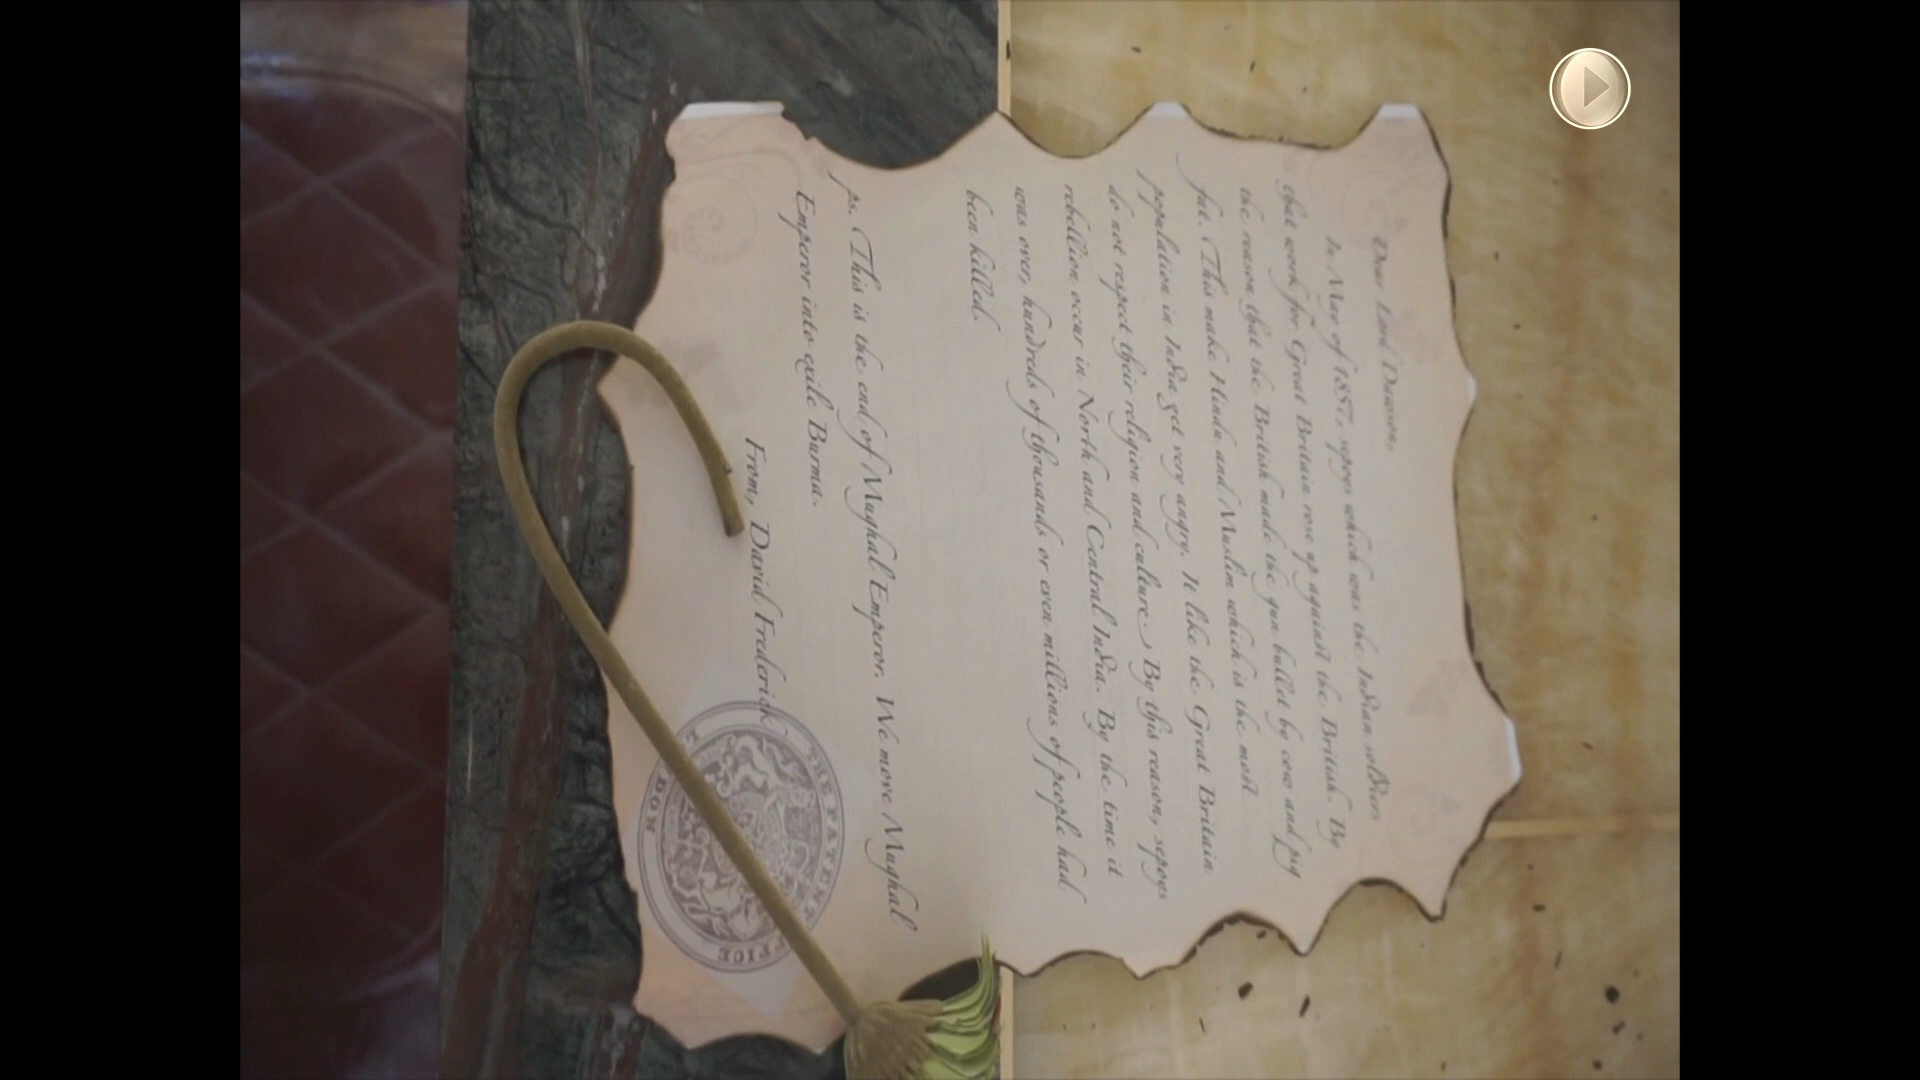 Dear Lord Dawson,
In May of 1857, sepoys which was the Indian soldiers
that work for Great Britain rose up against the British. By
the reason that the British made the gun bullet by cow and pig
fat. This make Hindu and Muslim which is the most
population in India get very angry. It like the Great Britain
do not respect their religion and culture. By this reason, sepoys
rebellion occur in North and Central India. By the time it
was over, hundreds of thousands or even millions of people had
been killed.
ps. This is the end of Mughal Emperor. We move Mughal
Emperor into exile Burma.
From, David Frederick
THE PATENT OFFICE